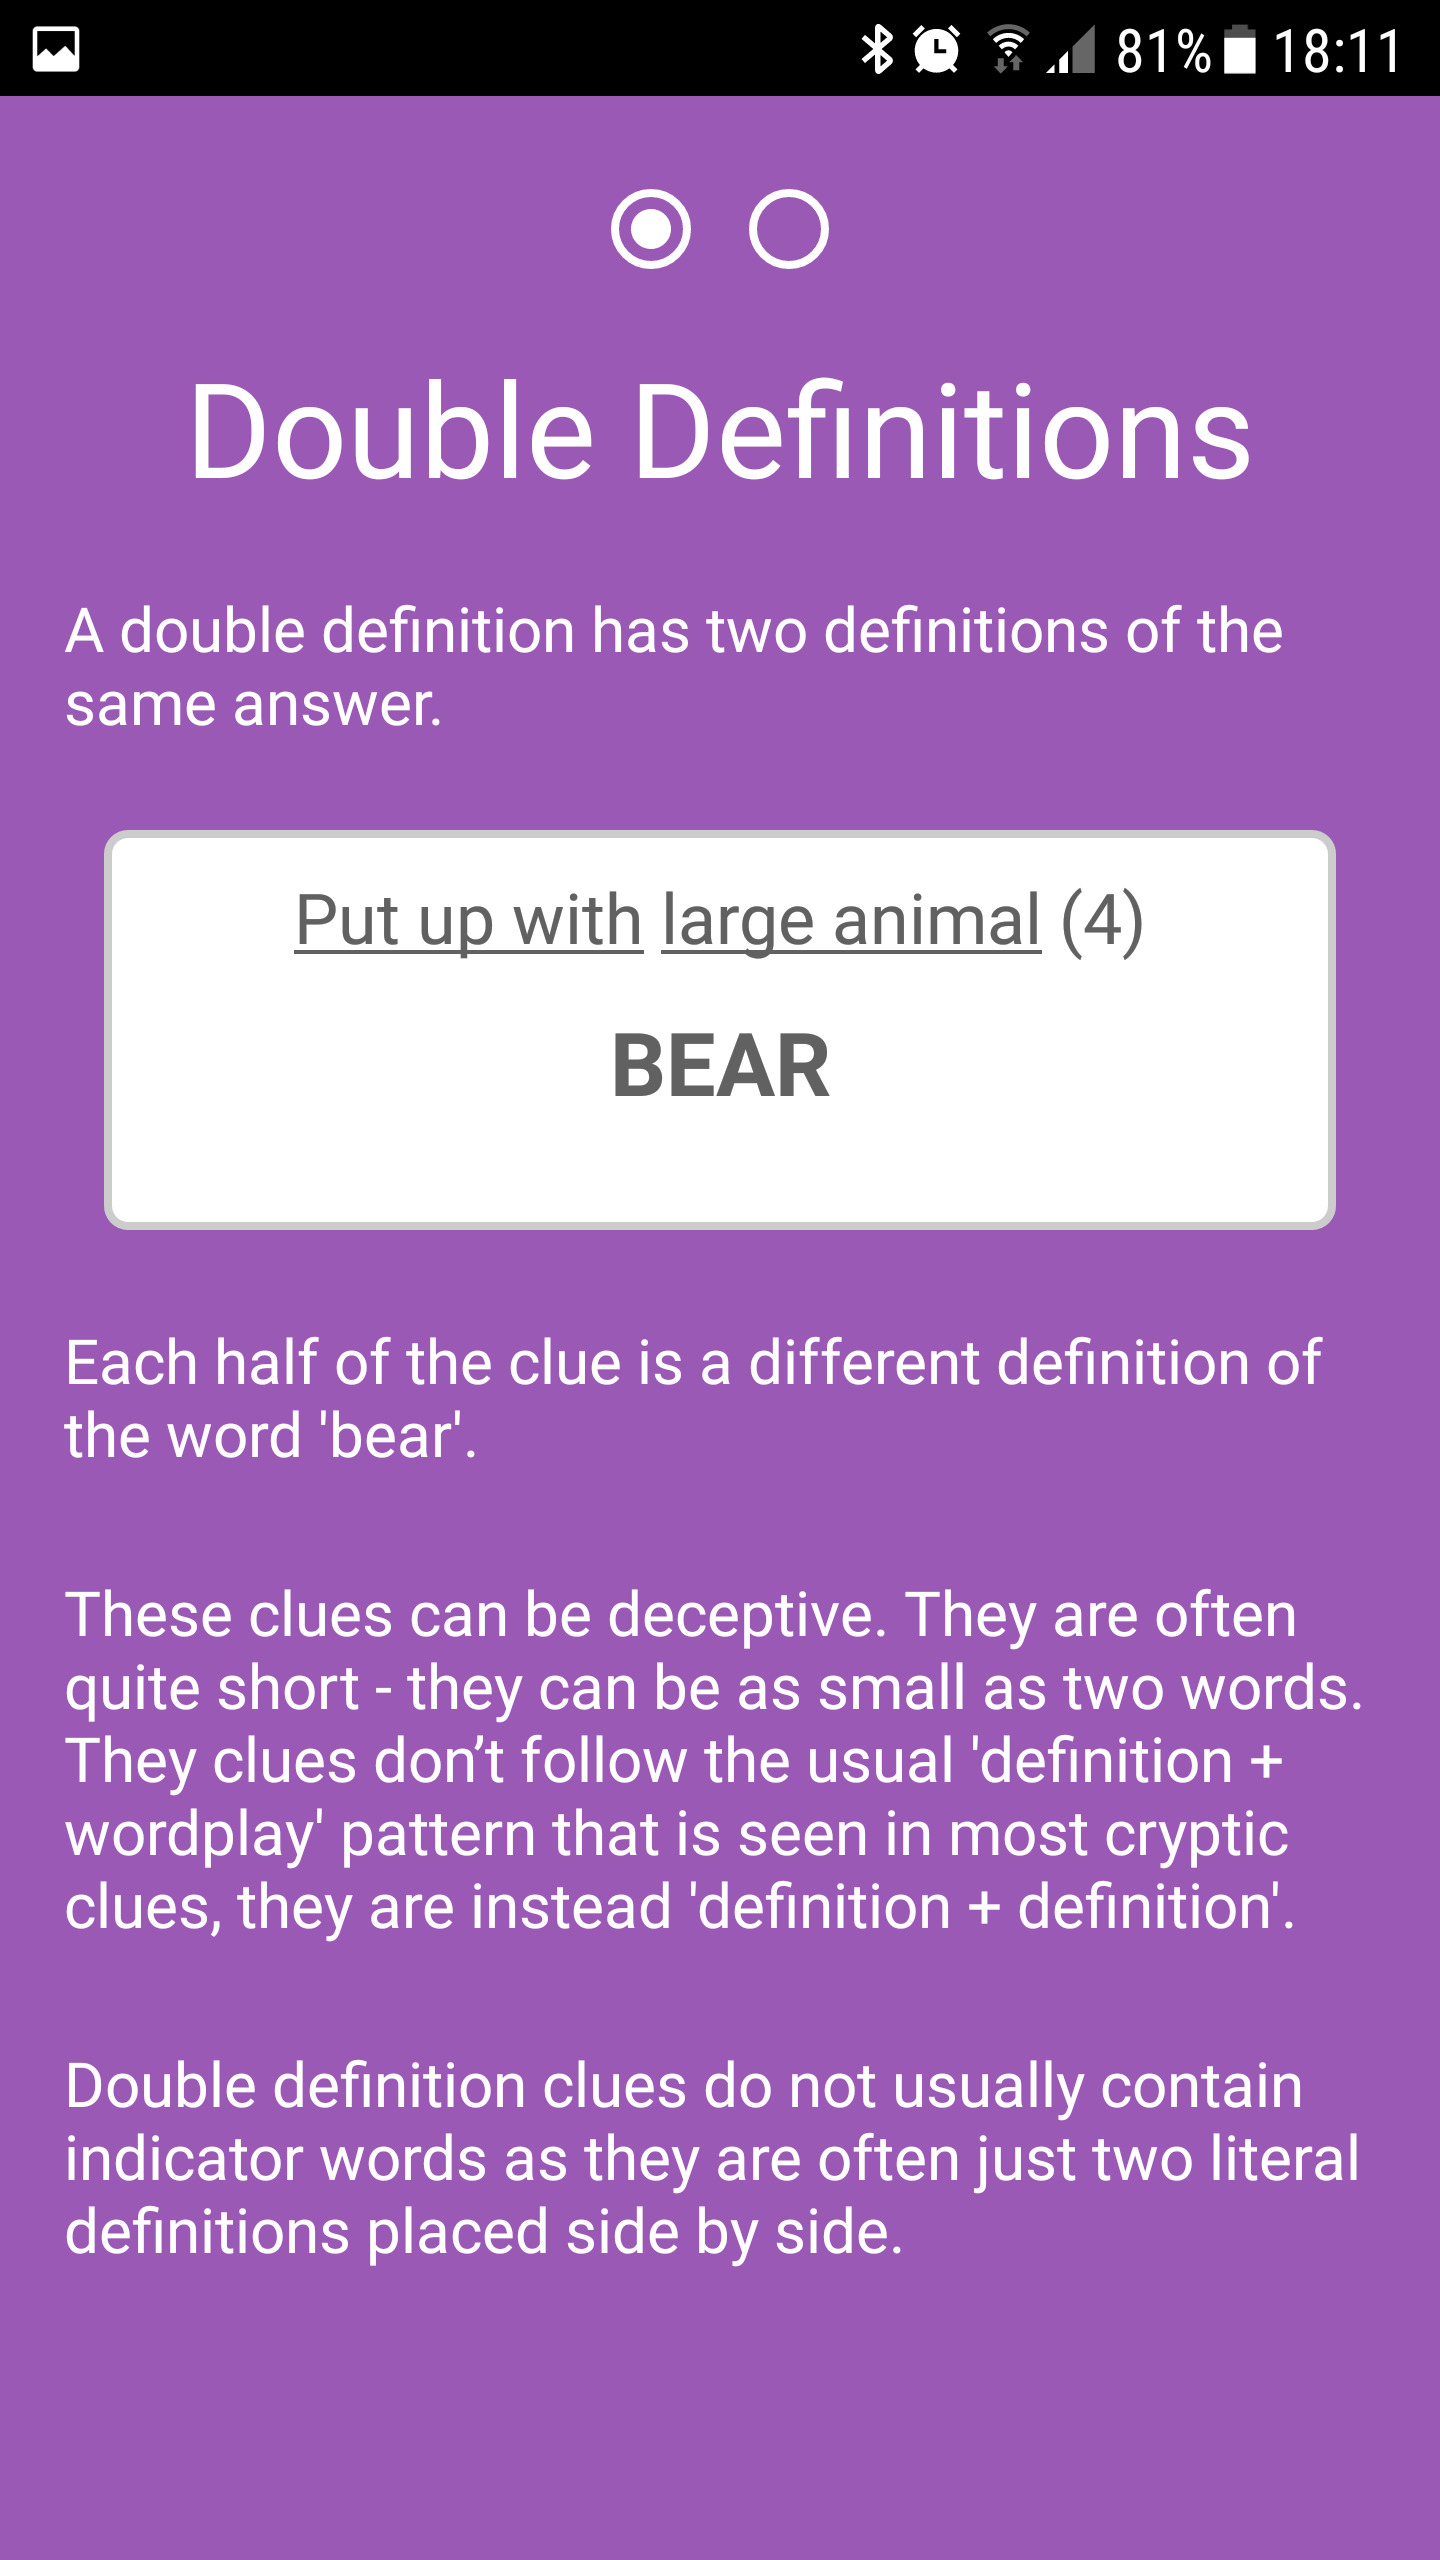 81% 18:11
Double Definitions
A double definition has two definitions of the
same answer.
Put up with large animal (4)
BEAR
Each half of the clue is a different definition of
the word 'bear'.
These clues can be deceptive. They are often
quite short - they can be as small as two words.
They clues don’t follow the usual 'definition +
wordplay' pattern that is seen in most cryptic
clues, they are instead 'definition + definition'.
Double definition clues do not usually contain
indicator words as they are often just two literal
definitions placed side by side.